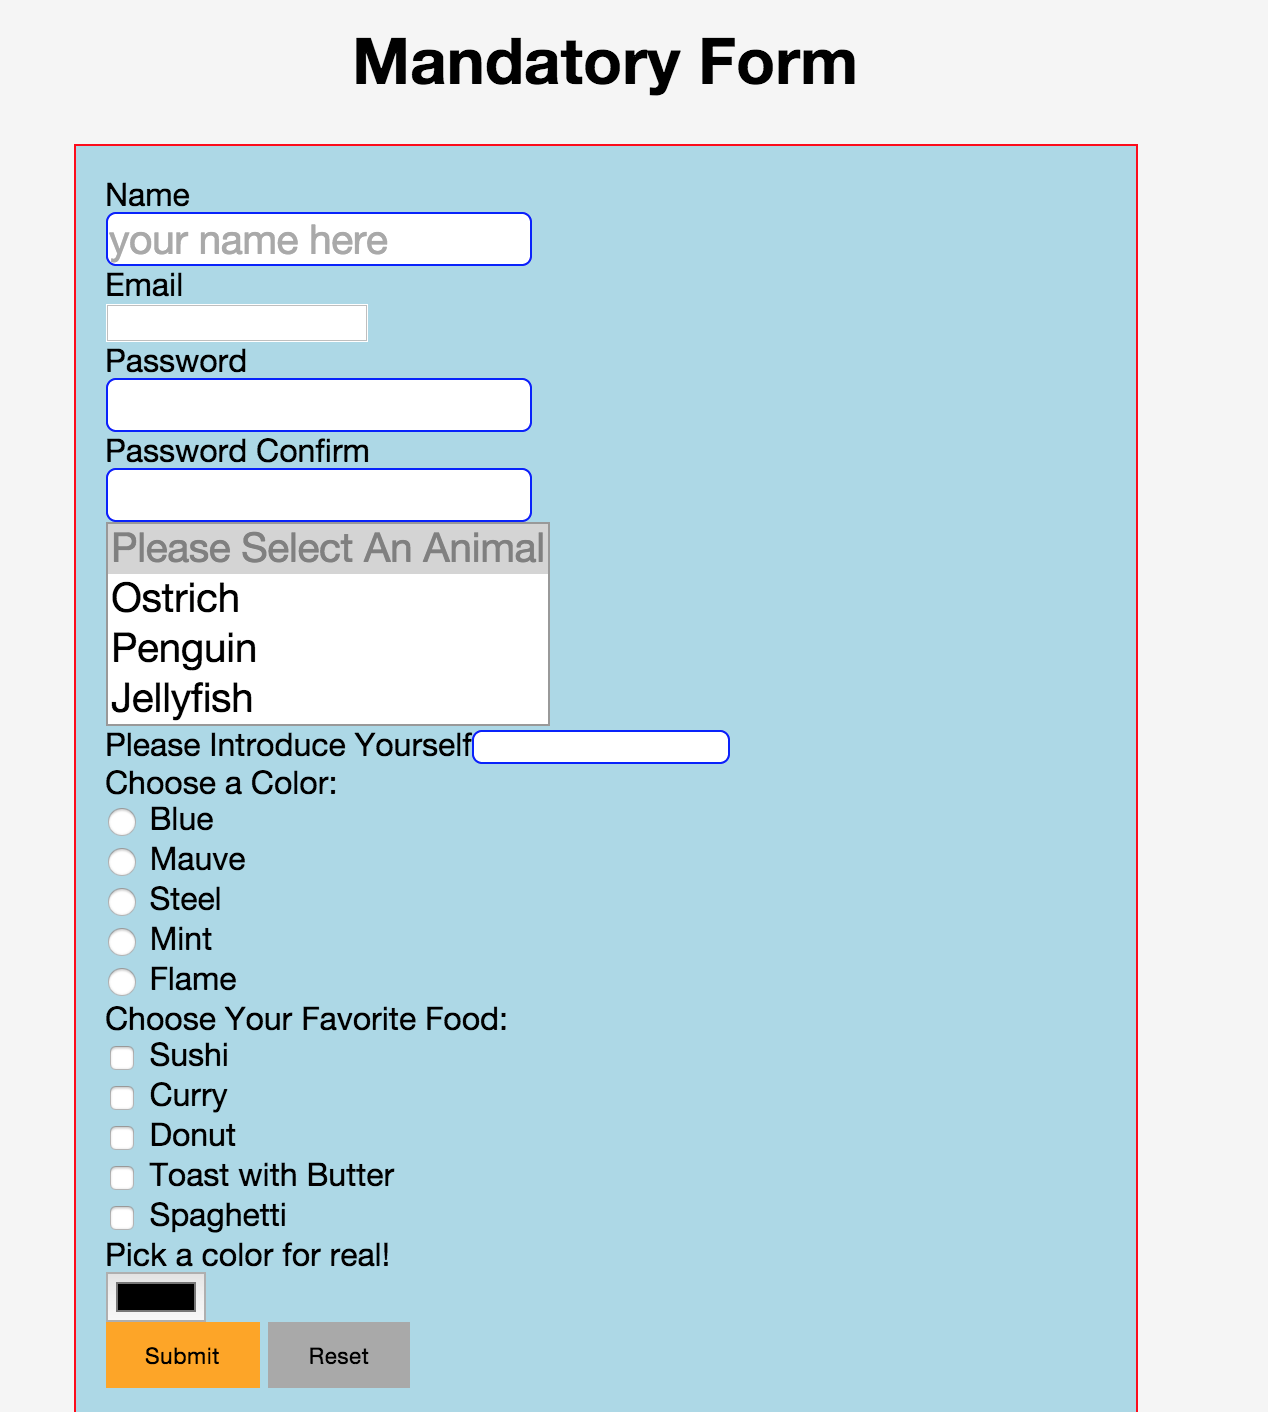 Mandatory Form
Name
your name here
Email
Password
Password Confirm
Please Select An Animal
Ostrich
Penguin
Jellyfish
Please Introduce Yourself
Choose a Color:
Blue
Mauve
Steel
Mint
Flame
Choose Your Favorite Food:
Sushi
Curry
Donut
Toast with Butter
Spaghetti
Pick a color for real!
Submit Reset